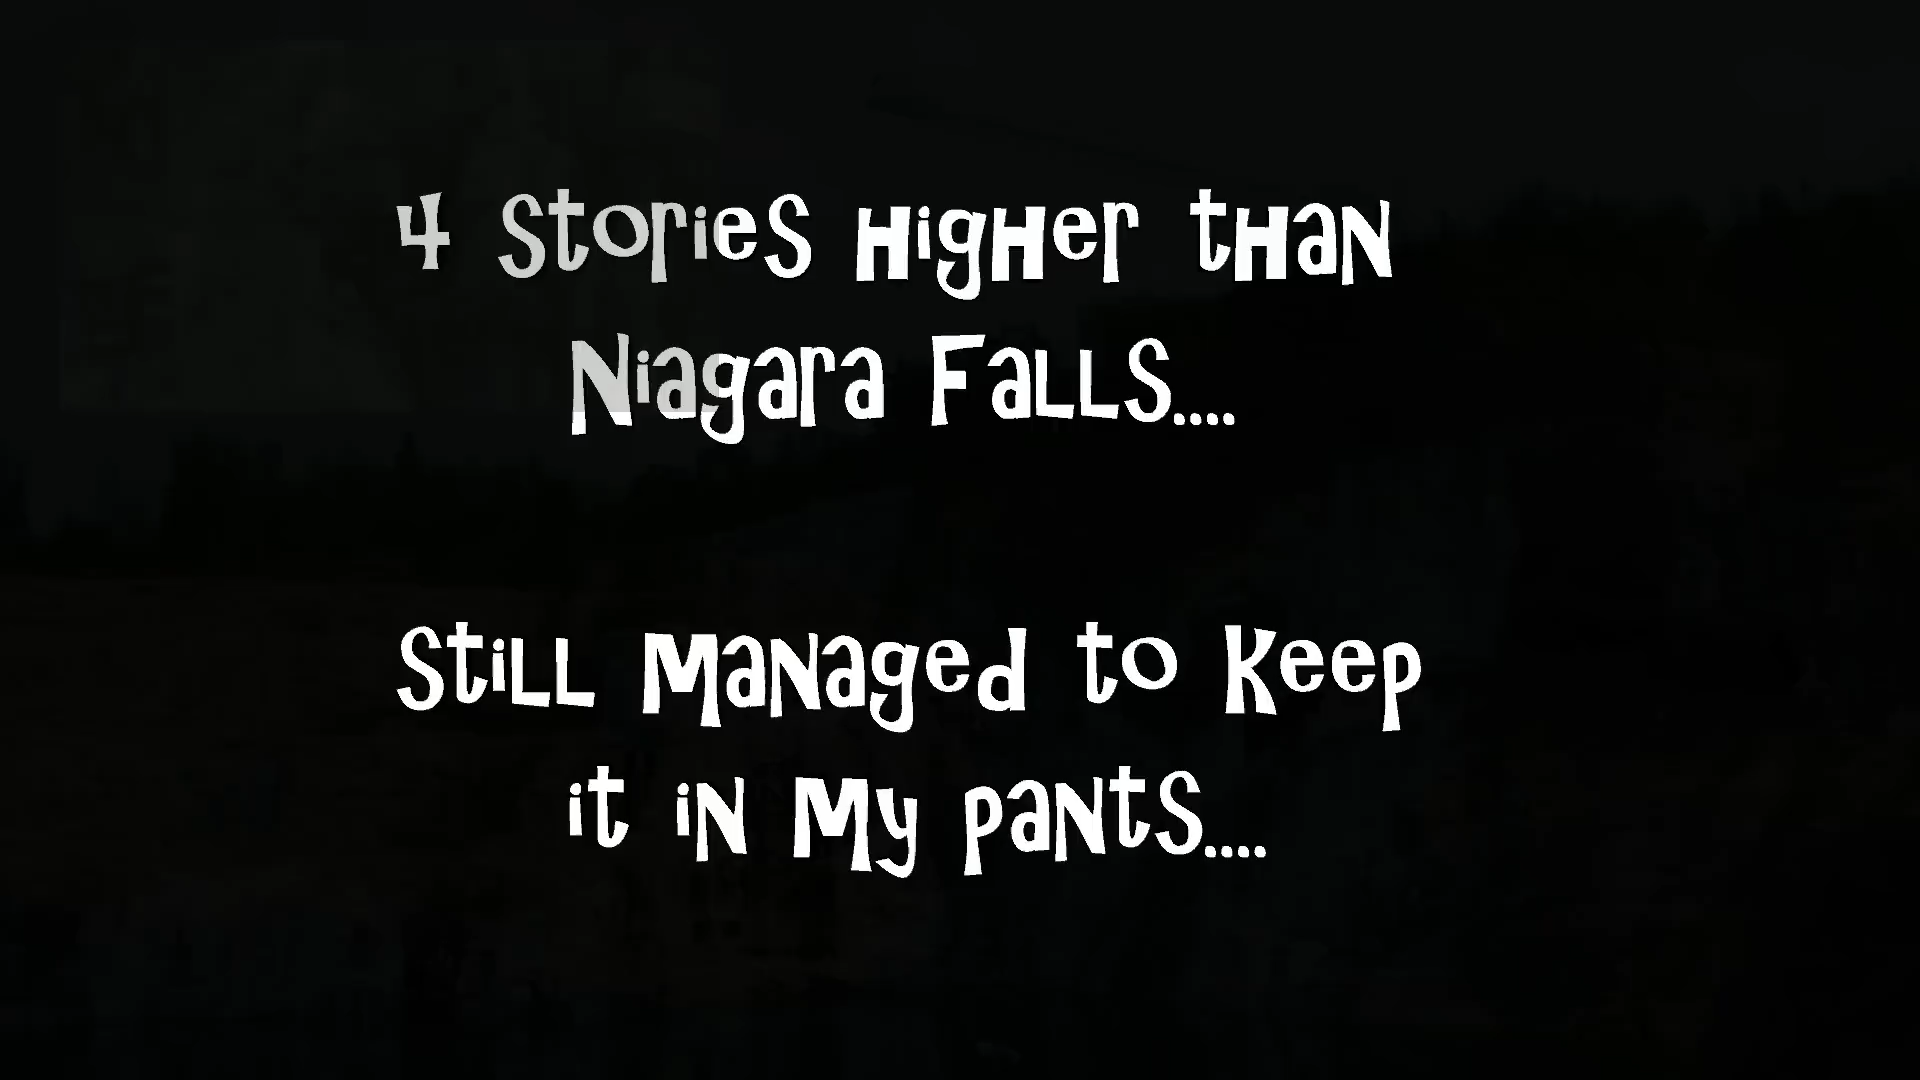 4 Stories Higher than
Niagara Falls....
Still Managed to Keep
it in My pants....